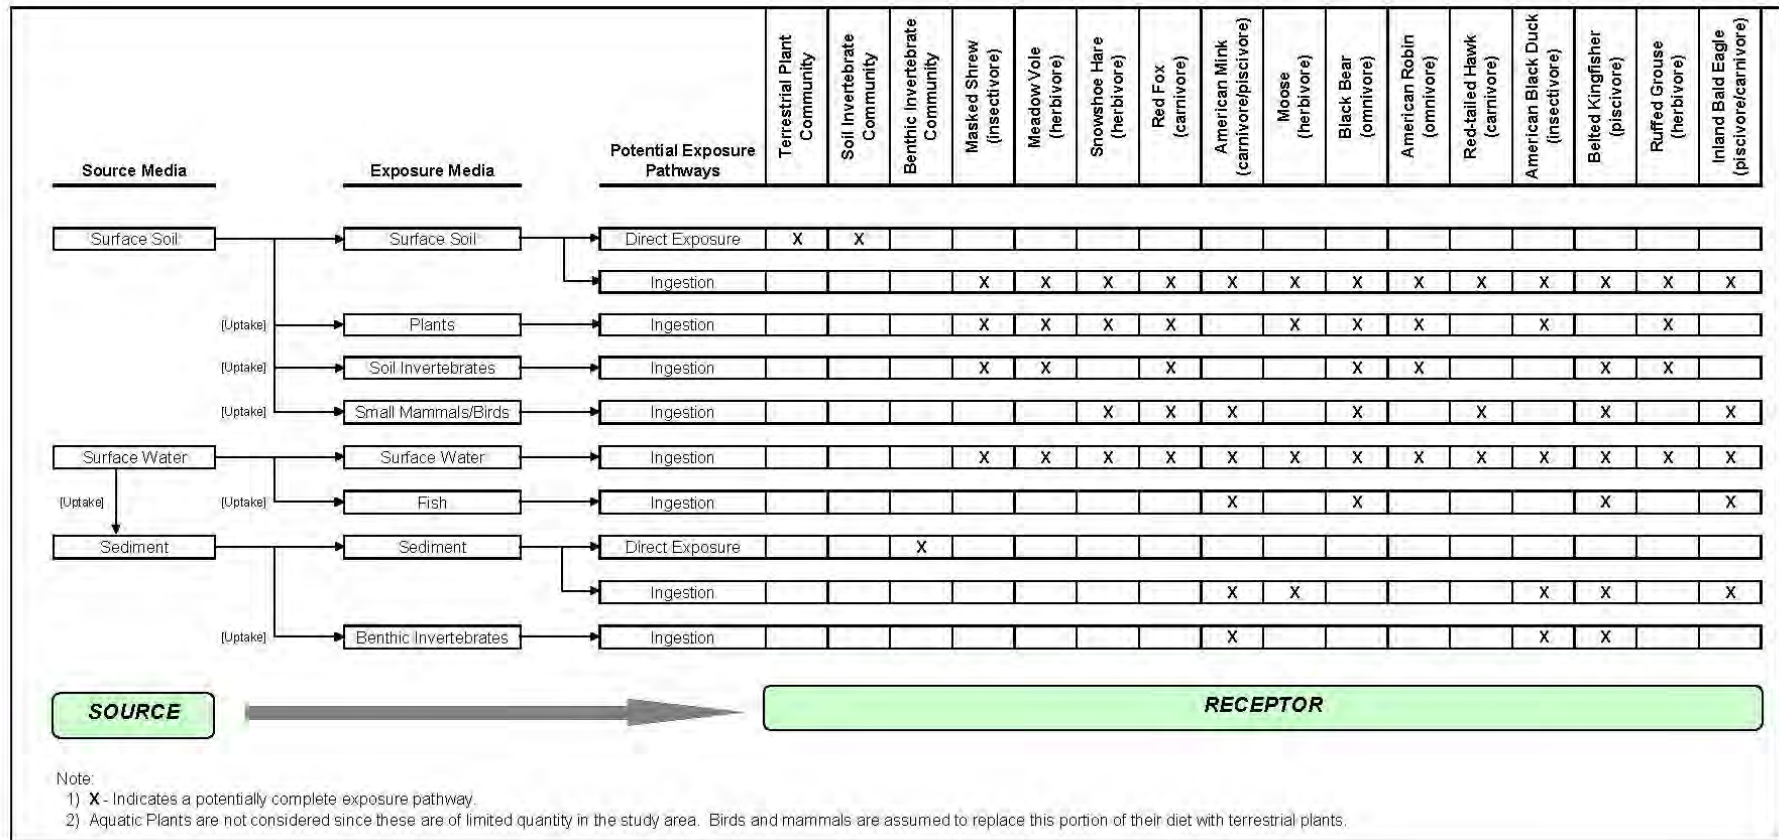 Source Media
Exposure Media
Potential Exposure
Pathways
Terrestrial Plant
Community
Soil Invertebrate
Community
Benthic Invertebrate
Community
Masked Shrew
(insectivore)
Meadow Vole
(herbivore)
Snowshoe Hare
(herbivore)
Red Fox
(carnivore)
American Mink
(carnivore/piscivore)
Moose
(herbivore)
Black Bear
(omnivore)
American Robin
(omnivore)
Red-tailed Hawk
(carnivore)
American Black Duck
(insectivore)
Belted Kingfisher
(piscivore)
Ruffed Grouse
(herbivore)
Inland Bald Eagle
(piscivore/carnivore)
Surface Soil Surface Soil Direct Exposure X X
Ingestion X X X X X X X X X X X X X
[Uptake] Plants Ingestion X X X X X X X X X
[Uptake] Soil Invertebrates Ingestion X X X X X X X
[Uptake] Small Mammals/Birds Ingestion X X X X X X X
Surface Water Surface Water Ingestion X X X X X X X X X X X X X
[Uptake] [Uptake] Fish Ingestion X X X X
Sediment Sediment Direct Exposure X
Ingestion X X X X X
[Uptake] Benthic Invertebrates Ingestion X X X
SOURCE
RECEPTOR
Note:
1) X - Indicates a potentially complete exposure pathway.
2) Aquatic Plants are not considered since these are of limited quantity in the study area. Birds and mammals are assumed to replace this portion of their diet with terrestrial plants.